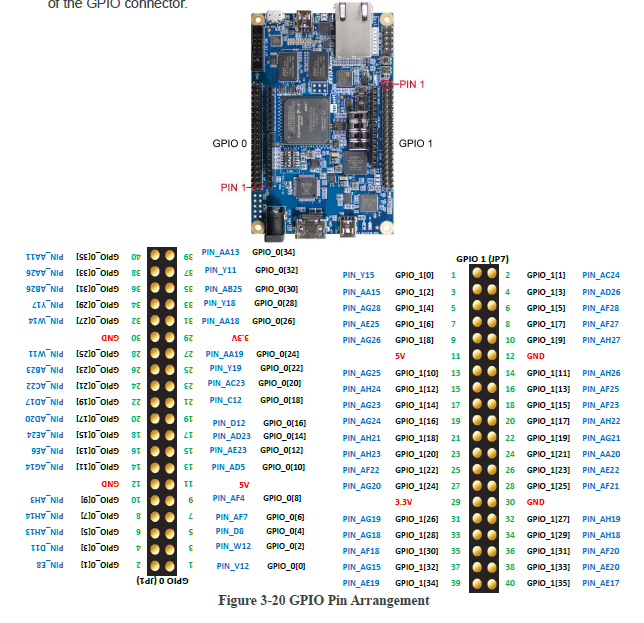 of the GPIO connector.
PIN 1
GPIO 0
GPIO 1
PIN 1
PIN_AA11 GPIO_0[35] 40 39 PIN_AA13 GPIO_0[34]
PIN_AA26 GPIO_0[33] 38 37 PIN_Y11 GPIO_0[32]
PIN_AB26 GPIO_0[31] 36 35 PIN_AB25 GPIO_0[30]
PIN_Y17 GPIO_0[29] 34 33 PIN_Y18 GPIO_0[28]
PIN_W14 GPIO_0[27] 32 31 PIN_AA18 GPIO_0[26]
GND 30 29 3.3V
PIN_W11 GPIO_0[25] 28 27 PIN_AA19 GPIO_0[24]
PIN_AB23 GPIO_0[23] 26 25 PIN_Y19 GPIO_0[22]
PIN_AC22 GPIO_0[21] 24 23 PIN_AC23 GPIO_0[20]
PIN_AD17 GPIO_0[19] 22 21 PIN_C12 GPIO_0[18]
PIN_AD20 GPIO_0[17] 20 19 PIN_D12 GPIO_0[16]
PIN_AE24 GPIO_0[15] 18 17 PIN_AD23 GPIO_0[14]
PIN_AE6 GPIO_0[13] 16 15 PIN_AE23 GPIO_0[12]
PIN_AG14 GPIO_0[11] 14 13 PIN_AD5 GPIO_0[10]
GND 12 11 5V
PIN_AH3 GPIO_0[9] 10 9 PIN_AF4 GPIO_0[8]
PIN_AH14 GPIO_0[7] 8 7 PIN_AF7 GPIO_0[6]
PIN_AH13 GPIO_0[5] 6 5 PIN_D8 GPIO_0[4]
PIN_D11 GPIO_0[3] 4 3 PIN_W12 GPIO_0[2]
PIN_E8 GPIO_0[1] 2 1 PIN_V12 GPIO_0[0]
GPIO 0 (JP1)
GPIO 1 (JP7)
PIN_Y15 GPIO_1[0] 1 2 GPIO_1[1] PIN_AC24
PIN_AA15 GPIO_1[2] 3 4 GPIO_1[3] PIN_AD26
PIN_AG28 GPIO_1[4] 5 6 GPIO_1[5] PIN_AF28
PIN_AE25 GPIO_1[6] 7 8 GPIO_1[7] PIN_AF27
PIN_AG26 GPIO_1[8] 9 10 GPIO_1[9] PIN_AH27
5V 11 12 GND
PIN_AG25 GPIO_1[10] 13 14 GPIO_1[11] PIN_AH26
PIN_AH24 GPIO_1[12] 15 16 GPIO_1[13] PIN_AF25
PIN_AG23 GPIO_1[14] 17 18 GPIO_1[15] PIN_AF23
PIN_AG24 GPIO_1[16] 19 20 GPIO_1[17] PIN_AH22
PIN_AH21 GPIO_1[18] 21 22 GPIO_1[19] PIN_AG21
PIN_AH23 GPIO_1[20] 23 24 GPIO_1[21] PIN_AA20
PIN_AF22 GPIO_1[22] 25 26 GPIO_1[23] PIN_AE22
PIN_AG20 GPIO_1[24] 27 28 GPIO_1[25] PIN_AF21
3.3V 29 30 GND
PIN_AG19 GPIO_1[26] 31 32 GPIO_1[27] PIN_AH19
PIN_AG18 GPIO_1[28] 33 34 GPIO_1[29] PIN_AH18
PIN_AF18 GPIO_1[30] 35 36 GPIO_1[31] PIN_AF20
PIN_AG15 GPIO_1[32] 37 38 GPIO_1[33] PIN_AE20
PIN_AE19 GPIO_1[34] 39 40 GPIO_1[35] PIN_AE17
Figure 3-20 GPIO Pin Arrangement